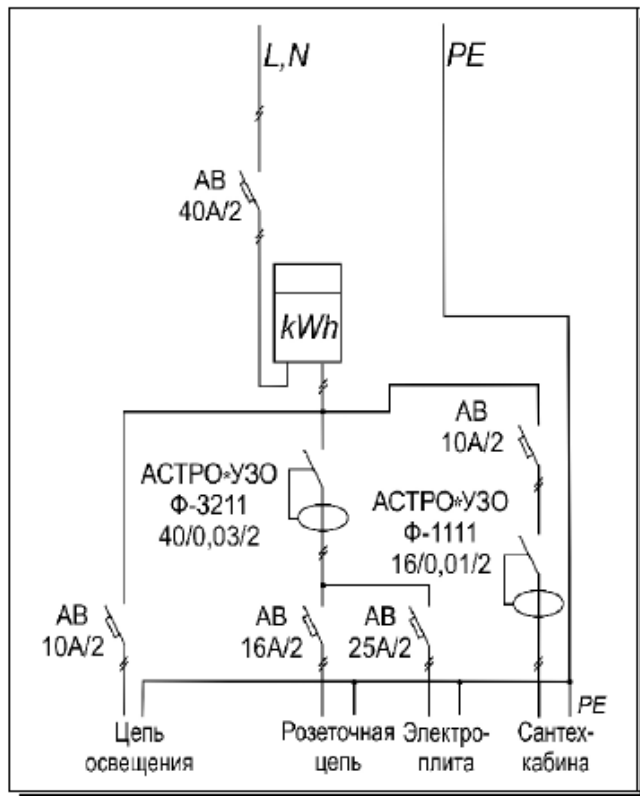 L,N
PE
АВ
40А/2
kWh
АВ
10А/2
АСТРО*УЗО
Ф-3211
40/0,03/2
АСТРО*УЗО
Ф-1111
16/0,01/2
АВ
10А/2
АВ
16А/2
АВ
25А/2
PE
Цепь
освещения
Розеточная
цепь
Электро-
плита
Сантех-
кабина